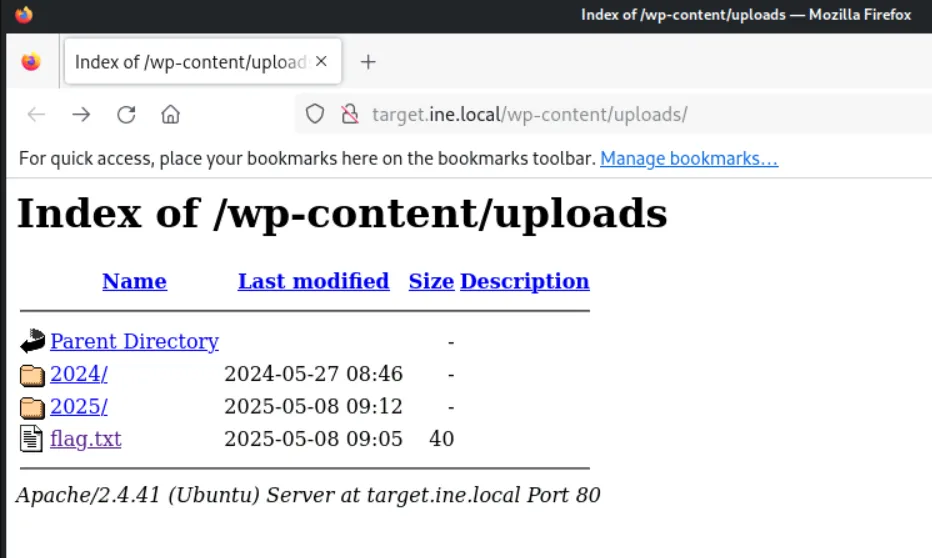 Index of /wp-content/uploads — Mozilla Firefox
Index of /wp-content/upload
target.ine.local/wp-content/uploads/
For quick access, place your bookmarks here on the bookmarks toolbar. Manage bookmarks…
Index of /wp-content/uploads
Name Last modified Size Description
Parent Directory -
2024/ 2024-05-27 08:46 -
2025/ 2025-05-08 09:12 -
flag.txt 2025-05-08 09:05 40
Apache/2.4.41 (Ubuntu) Server at target.ine.local Port 80